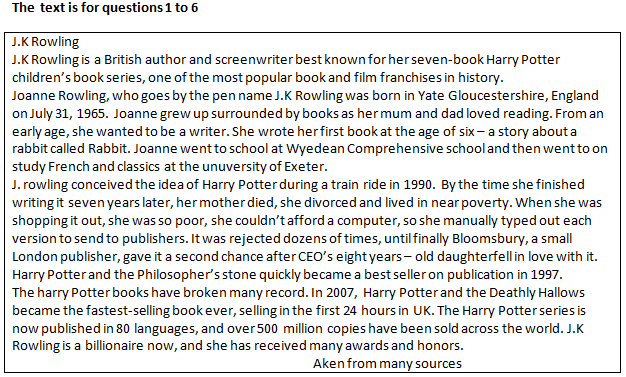 The text is for questions 1 to 6
J.K Rowling
J.K Rowling is a British author and screenwriter best known for her seven-book Harry Potter
children's book series, one of the most popular book and film franchises in history.
Joanne Rowling, who goes by the pen name J.K Rowling was born in Yate Gloucestershire, England
on July 31, 1965.  Joanne grew up surrounded by books as her mum and dad loved reading. From an
early age, she wanted to be a writer. She wrote her first book at the age of six – a story about a
rabbit called Rabbit. Joanne went to school at Wyedean Comprehensive school and then went to on
study French and classics at the unuversity of Exeter.
J. rowling conceived the idea of Harry Potter during a train ride in 1990.  By the time she finished
writing it seven years later, her mother died, she divorced and lived in near poverty. When she was
shopping it out, she was so poor, she couldn't afford a computer, so she manually typed out each
version to send to publishers. It was rejected dozens of times, until finally Bloomsbury, a small
London publisher, gave it a second chance after CEO's eight years – old daughter fell in love with it.
Harry Potter and the Philosopher's stone quickly became a best seller on publication in 1997.
The harry Potter books have broken many record. In 2007,  Harry Potter and the Deathly Hallows
became the fastest-selling book ever, selling in the first 24 hours in UK. The Harry Potter series is
now published in 80 languages, and over 500  million copies have been sold across the world. J.K
Rowling is a billionaire now, and she has received many awards and honors.
Aken from many sources